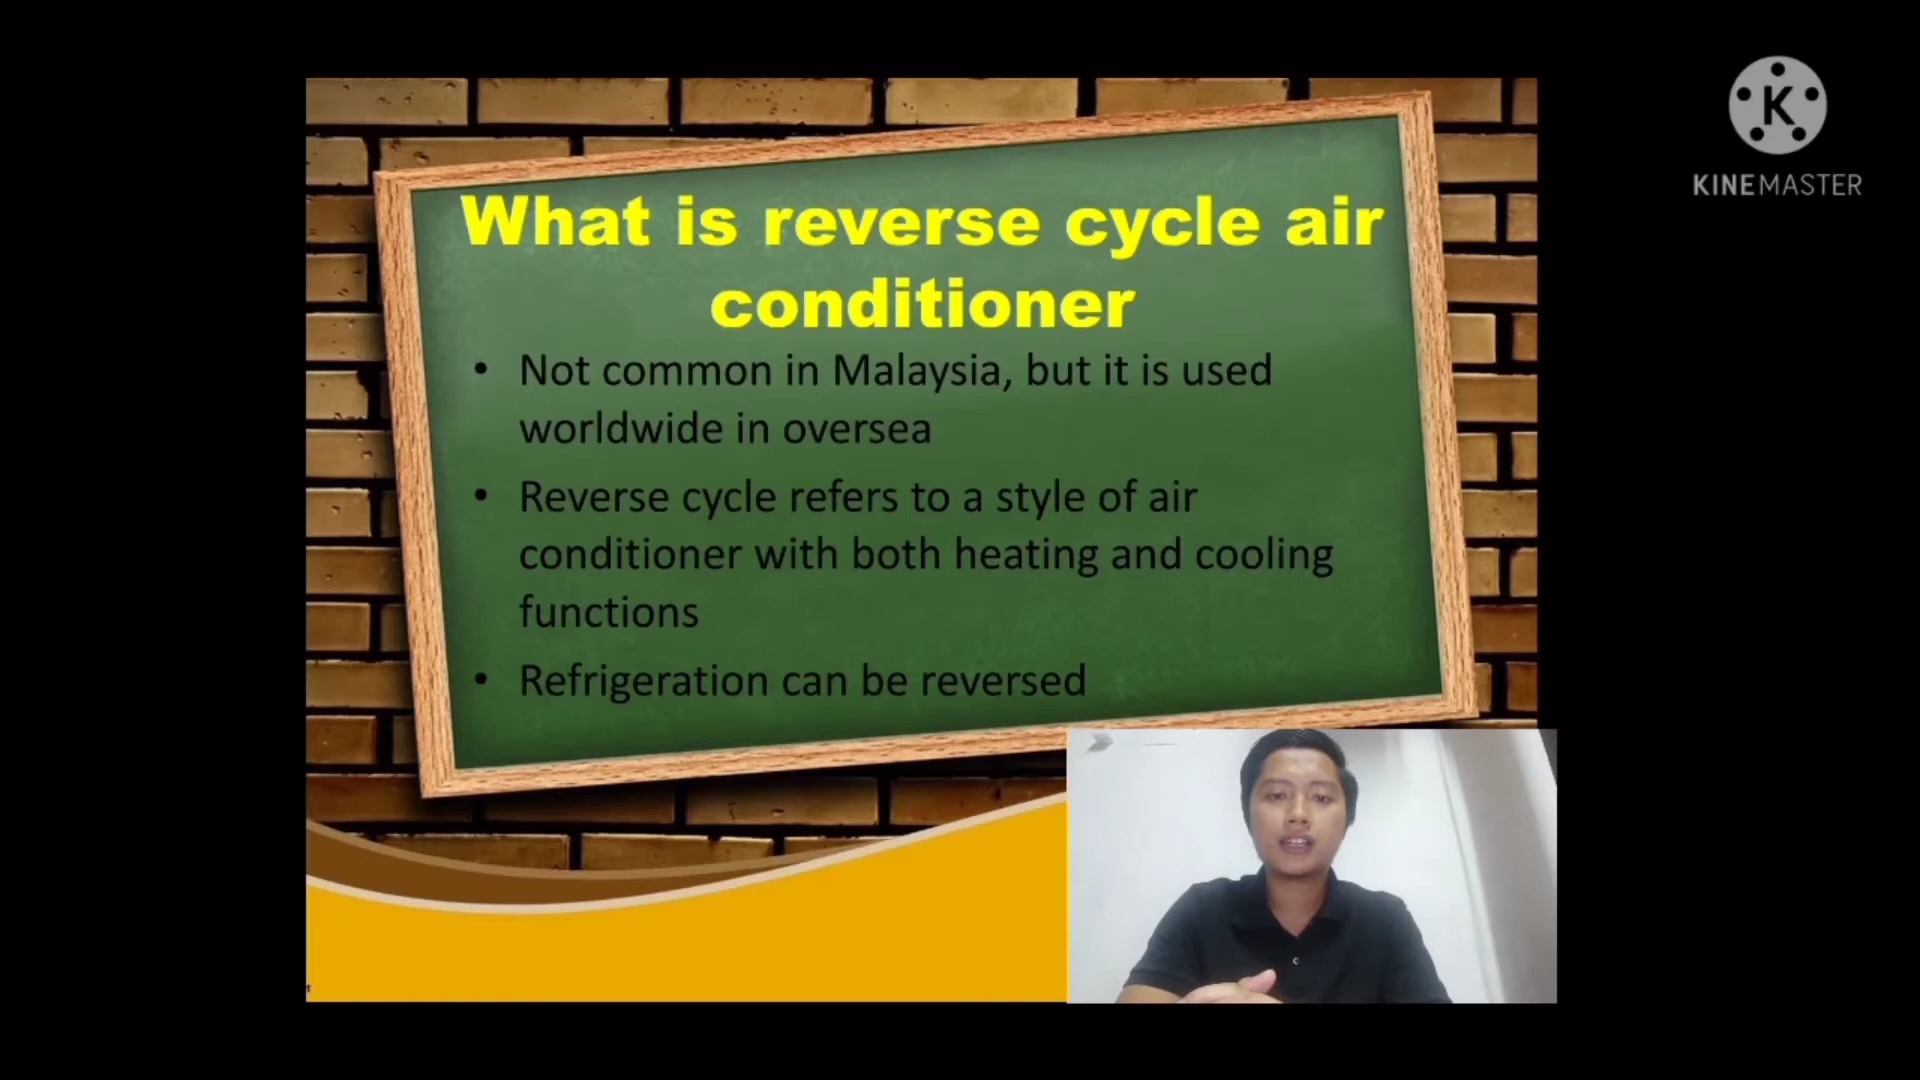 K
KINEMASTER
What is reverse cycle air
conditioner
• Not common in Malaysia, but it is used
worldwide in oversea
• Reverse cycle refers to a style of air
conditioner with both heating and cooling
functions
• Refrigeration can be reversed